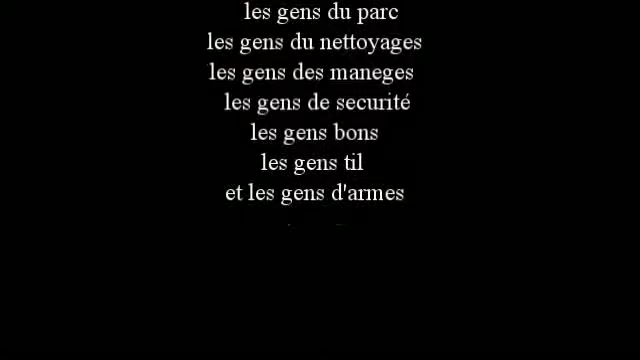 les gens du parc
les gens du nettoyages
les gens des maneges
les gens de securité
les gens bons
les gens til
et les gens d'armes